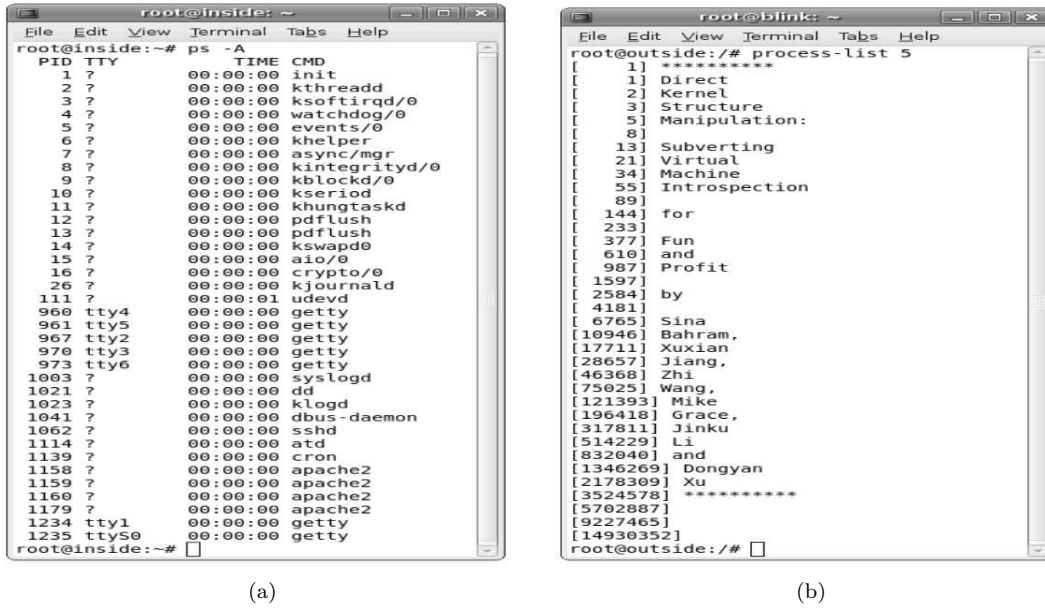 root@inside: ~
File Edit View Terminal Tabs Help
root@inside:~# ps -A
PID TTY TIME CMD
1 ? 00:00:00 init
2 ? 00:00:00 kthreadd
3 ? 00:00:00 ksoftirqd/0
4 ? 00:00:00 watchdog/0
5 ? 00:00:00 events/0
6 ? 00:00:00 khelper
7 ? 00:00:00 async/mgr
8 ? 00:00:00 kintegrityd/0
9 ? 00:00:00 kblockd/0
10 ? 00:00:00 kseriod
11 ? 00:00:00 khungtaskd
12 ? 00:00:00 pdflush
13 ? 00:00:00 pdflush
14 ? 00:00:00 kswapd0
15 ? 00:00:00 aio/0
16 ? 00:00:00 crypto/0
26 ? 00:00:00 kjournald
111 ? 00:00:01 udevd
960 tty4 00:00:00 getty
961 tty5 00:00:00 getty
967 tty2 00:00:00 getty
970 tty3 00:00:00 getty
973 tty6 00:00:00 getty
1003 ? 00:00:00 syslogd
1021 ? 00:00:00 dd
1023 ? 00:00:00 klogd
1041 ? 00:00:00 dbus-daemon
1062 ? 00:00:00 sshd
1114 ? 00:00:00 atd
1139 ? 00:00:00 cron
1158 ? 00:00:00 apache2
1159 ? 00:00:00 apache2
1160 ? 00:00:00 apache2
1179 ? 00:00:00 apache2
1234 tty1 00:00:00 getty
1235 ttyS0 00:00:00 getty
root@inside:~#
(a)
root@blink: ~
File Edit View Terminal Tabs Help
root@outside:/# process-list 5
[ 1] **********
[ 1] Direct
[ 2] Kernel
[ 3] Structure
[ 5] Manipulation:
[ 8]
[ 13] Subverting
[ 21] Virtual
[ 34] Machine
[ 55] Introspection
[ 89]
[ 144] for
[ 233]
[ 377] Fun
[ 610] and
[ 987] Profit
[ 1597]
[ 2584] by
[ 4181]
[ 6765] Sina
[10946] Bahram,
[17711] Xuxian
[28657] Jiang,
[46368] Zhi
[75025] Wang,
[121393] Mike
[196418] Grace,
[317811] Jinku
[514229] Li
[832040] and
[1346269] Dongyan
[2178309] Xu
[3524578] **********
[5702887]
[9227465]
[14930352]
root@outside:/#
(b)